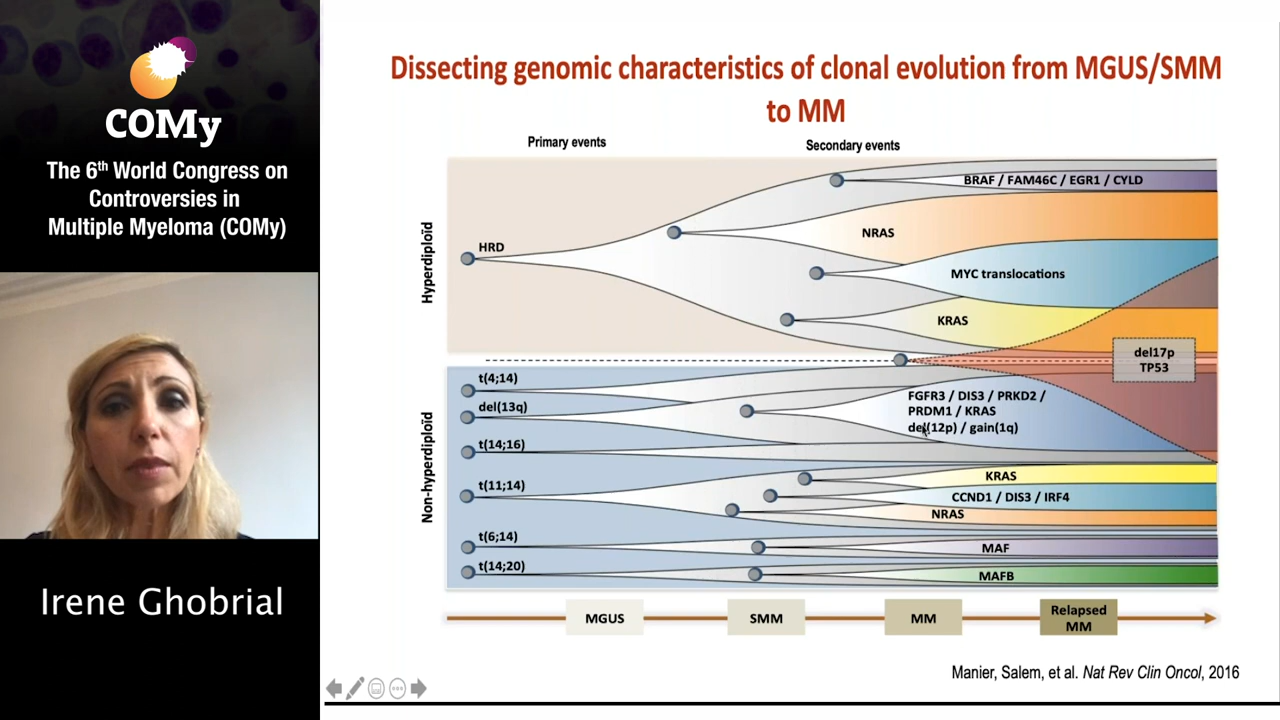 COMy
The 6th World Congress on
Controversies in
Multiple Myeloma (COMy)
Irene Ghobrial
Dissecting genomic characteristics of clonal evolution from MGUS/SMM
to MM
Primary events
Secondary events
Hyperdiploïd
HRD
BRAF / FAM46C / EGR1 / CYLD
NRAS
MYC translocations
KRAS
del17p
TP53
Non-hyperdiploïd
t(4;14)
del(13q)
t(14;16)
t(11;14)
t(6;14)
t(14;20)
FGFR3 / DIS3 / PRKD2 /
PRDM1 / KRAS
del(12p) / gain(1q)
KRAS
CCND1 / DIS3 / IRF4
NRAS
MAF
MAFB
MGUS
SMM
MM
Relapsed
MM
Manier, Salem, et al. Nat Rev Clin Oncol, 2016